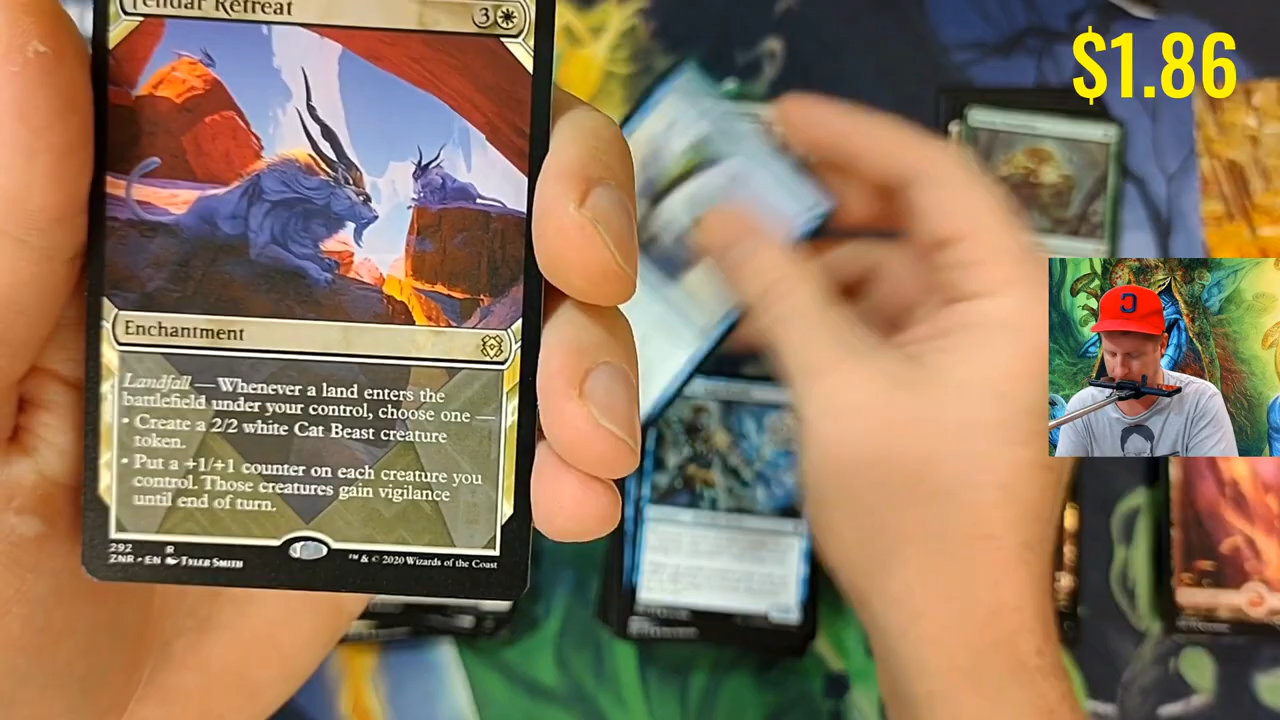 Felidar Retreat 3
$1.86
Enchantment
Landfall — Whenever a land enters the
battlefield under your control, choose one —
• Create a 2/2 white Cat Beast creature
token.
• Put a +1/+1 counter on each creature you
control. Those creatures gain vigilance
until end of turn.
292 R
ZNR • EN Tyler Smith
™ & © 2020 Wizards of the Coast